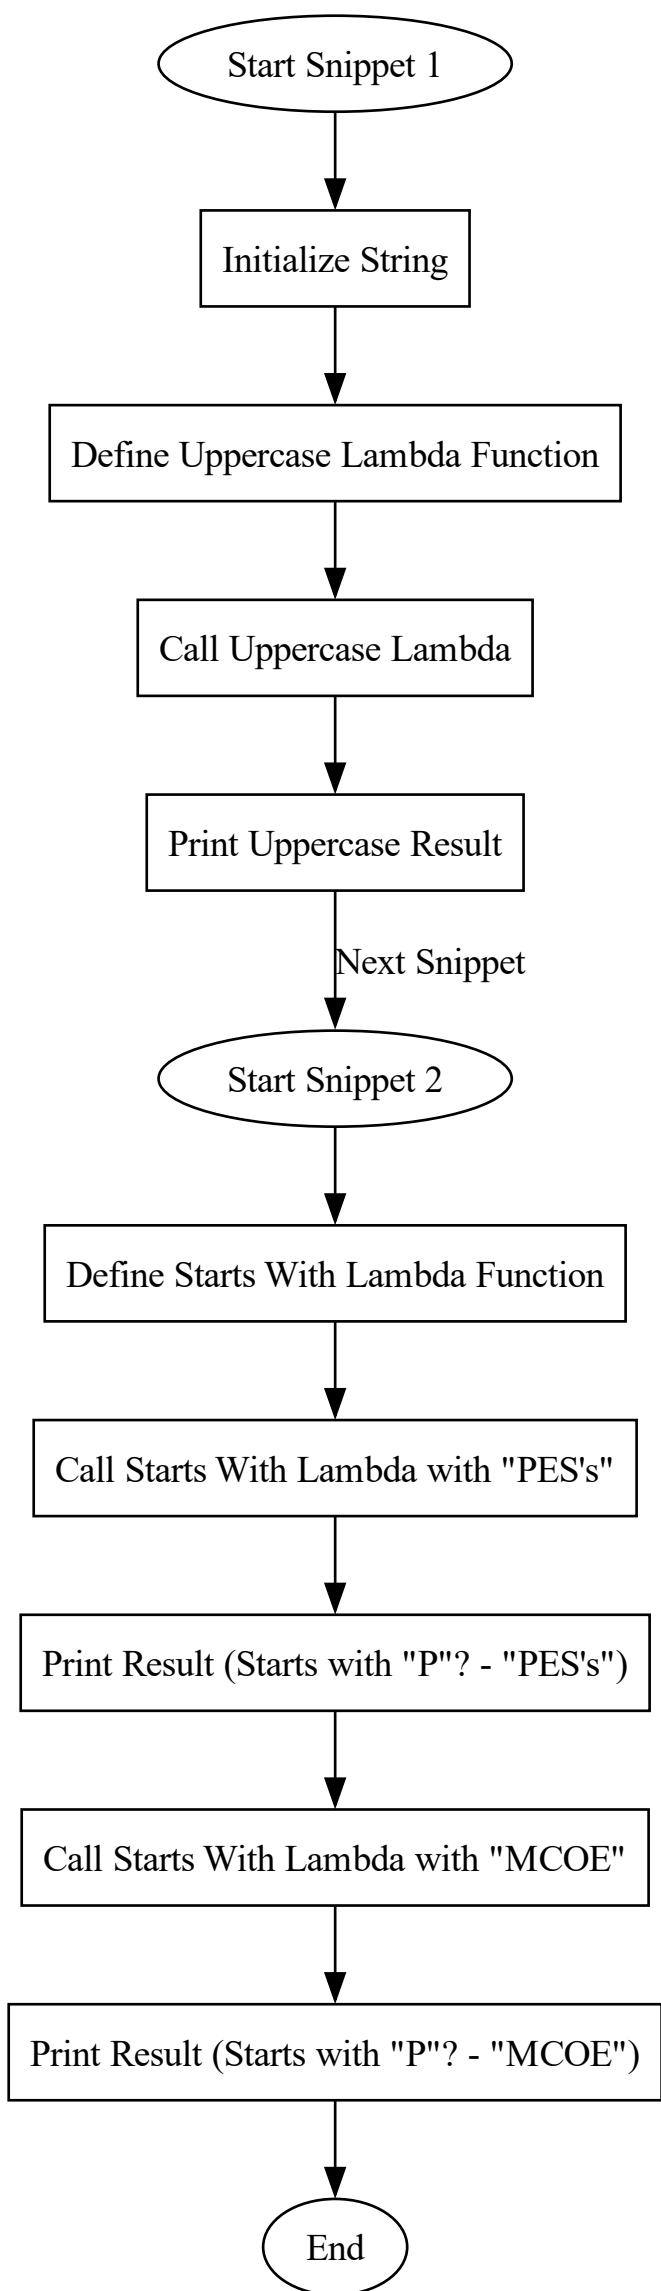 Start Snippet 1
Initialize String
Define Uppercase Lambda Function
Call Uppercase Lambda
Print Uppercase Result
Next Snippet
Start Snippet 2
Define Starts With Lambda Function
Call Starts With Lambda with "PES's"
Print Result (Starts with "P"? - "PES's")
Call Starts With Lambda with "MCOE"
Print Result (Starts with "P"? - "MCOE")
End